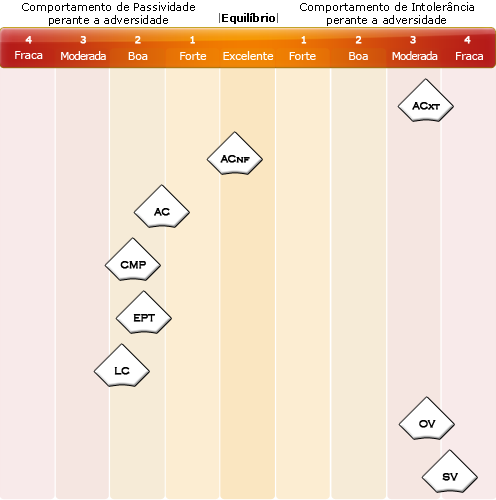 Comportamento de Passividade
perante a adversidade
|Equilíbrio|
Comportamento de Intolerância
perante a adversidade
4 3 2 1 1 2 3 4
Fraca Moderada Boa Forte Excelente Forte Boa Moderada Fraca
ACXT
ACNF
AC
CMP
EPT
LC
OV
SV